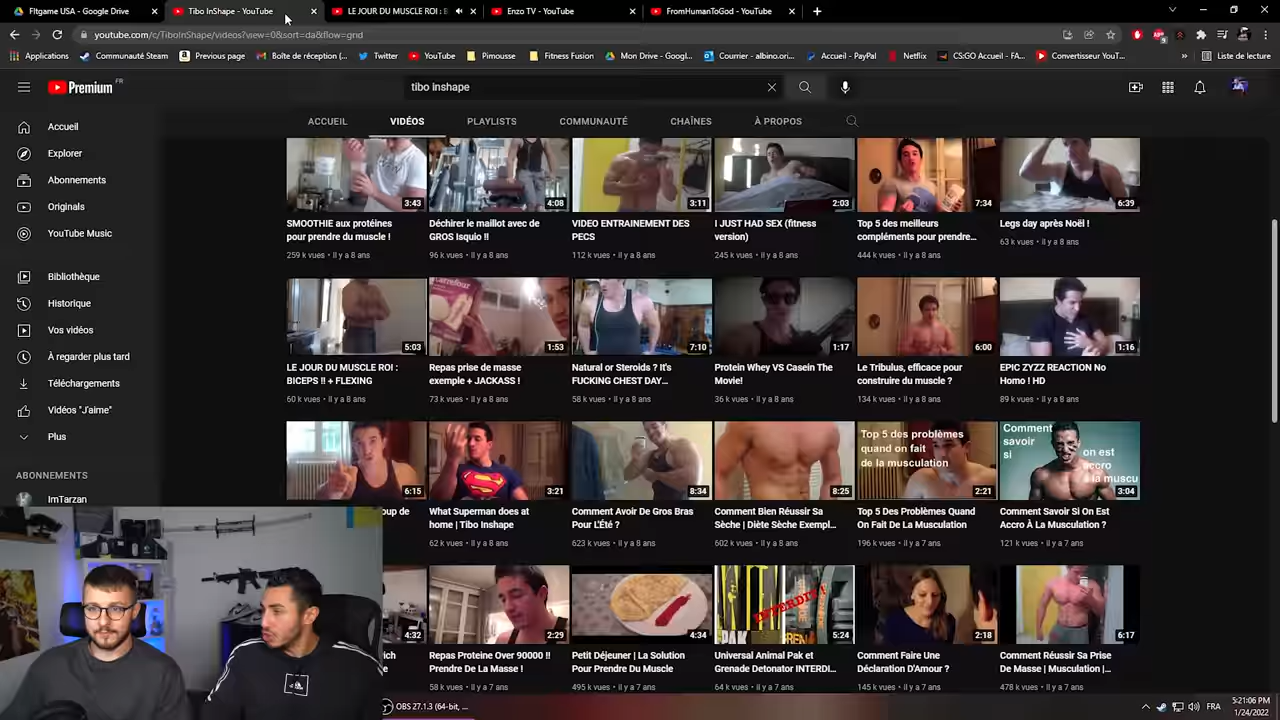 Fitgame USA - Google Drive
Tibo InShape - YouTube
LE JOUR DU MUSCLE ROI : B
Enzo TV - YouTube
FromHumanToGod - YouTube
youtube.com/c/TiboInShape/videos?view=0&sort=da&flow=grid
Applications
Community Steam
Previous page
Boîte de réception (...
Twitter
YouTube
Pimousse
Fitness Fusion
Mon Drive - Googl...
Courrier - albino.ori...
Accueil - PayPal
Netflix
CS:GO Accueil - FA...
Convertisseur YouT...
Liste de lecture
Premium FR
tibo inshape
ACCUEIL
VIDÉOS
PLAYLISTS
COMMUNAUTÉ
CHAÎNES
À PROPOS
Accueil
Explorer
Abonnements
Originals
YouTube Music
Bibliothèque
Historique
Vos vidéos
À regarder plus tard
Téléchargements
Vidéos "J'aime"
Plus
ABONNEMENTS
ImTarzan
3:43
4:08
3:11
2:03
7:34
6:39
SMOOTHIE aux protéines
pour prendre du muscle !
259 k vues • il y a 8 ans
Déchirer le maillot avec de
GROS Isquio !!
96 k vues • il y a 8 ans
VIDEO ENTRAINEMENT DES
PECS
112 k vues • il y a 8 ans
I JUST HAD SEX (fitness
version)
245 k vues • il y a 8 ans
Top 5 des meilleurs
compléments pour prendre...
444 k vues • il y a 8 ans
Legs day après Noël !
63 k vues • il y a 8 ans
5:03
1:53
7:10
1:17
6:00
1:16
LE JOUR DU MUSCLE ROI :
BICEPS !! + FLEXING
60 k vues • il y a 8 ans
Repas prise de masse
exemple + JACKASS !
73 k vues • il y a 8 ans
Natural or Steroids ? It's
FUCKING CHEST DAY...
58 k vues • il y a 8 ans
Protein Whey VS Casein The
Movie!
36 k vues • il y a 8 ans
Le Tribulus, efficace pour
construire du muscle ?
134 k vues • il y a 8 ans
EPIC ZYZZ REACTION No
Homo ! HD
89 k vues • il y a 8 ans
6:15
3:21
8:34
8:25
Top 5 des problèmes
quand on fait
de la musculation
2:21
Comment
savoir
si
on est
accro
à la muscu
3:04
oup de
What Superman does at
home | Tibo Inshape
62 k vues • il y a 8 ans
Comment Avoir De Gros Bras
Pour L'Été ?
623 k vues • il y a 8 ans
Comment Bien Réussir Sa
Sèche | Diète Sèche Exempl...
602 k vues • il y a 8 ans
Top 5 Des Problèmes Quand
On Fait De La Musculation
196 k vues • il y a 7 ans
Comment Savoir Si On Est
Accro À La Musculation ?
121 k vues • il y a 7 ans
4:32
2:29
4:34
INTERDIT !
5:24
2:18
6:17
ich
Repas Proteine Over 90000 !!
Prendre De La Masse !
58 k vues • il y a 7 ans
Petit Déjeuner | La Solution
Pour Prendre Du Muscle
495 k vues • il y a 7 ans
Universal Animal Pak et
Grenade Detonator INTERDI...
64 k vues • il y a 7 ans
Comment Faire Une
Déclaration D'Amour ?
145 k vues • il y a 7 ans
Comment Réussir Sa Prise
De Masse | Musculation |...
478 k vues • il y a 7 ans
OBS 27.1.3 (64-bit, ...
FRA
5:21:06 PM
1/24/2022